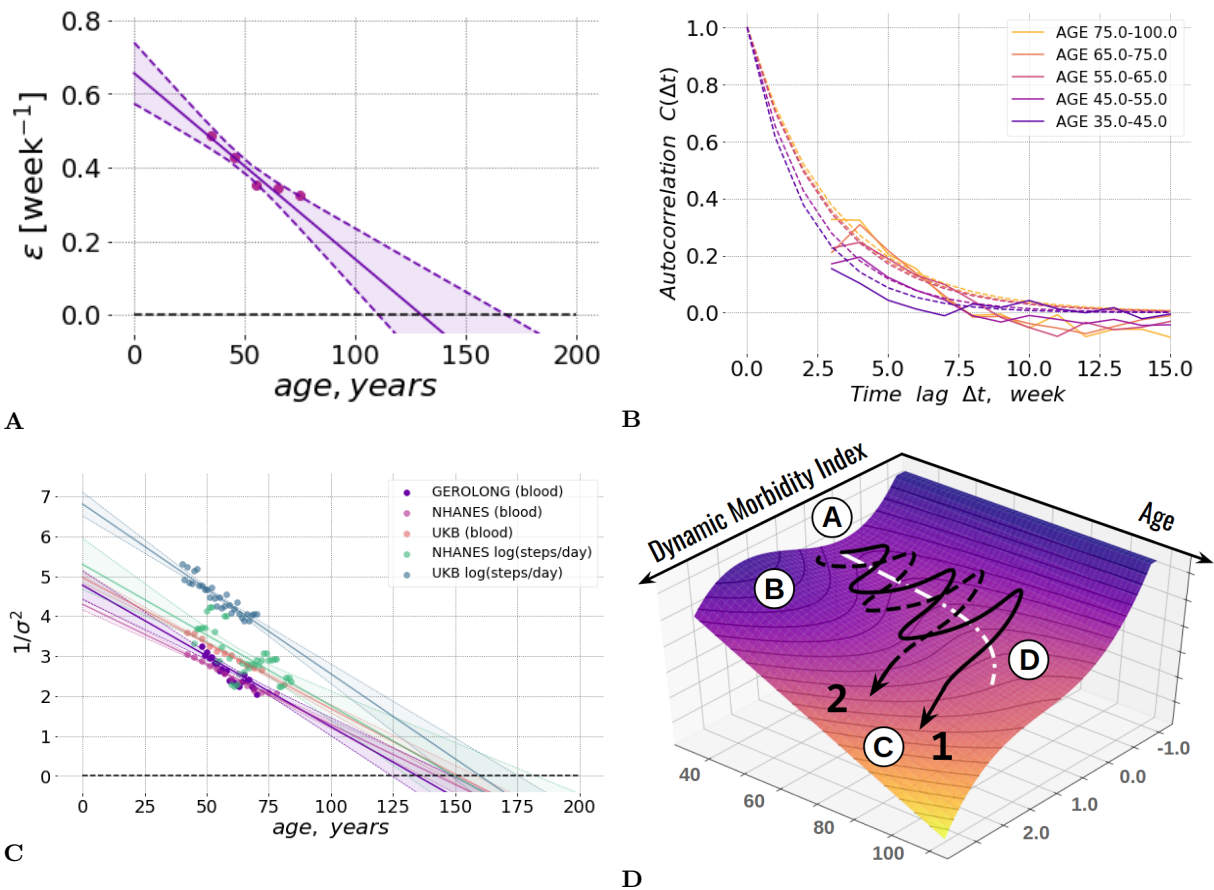 0.8
0.6
0.4
0.2
0.0
ε [week⁻¹]
0 50 100 150 200
age, years
A
1.0
0.8
0.6
0.4
0.2
0.0
Autocorrelation C(Δt)
AGE 75.0-100.0
AGE 65.0-75.0
AGE 55.0-65.0
AGE 45.0-55.0
AGE 35.0-45.0
0.0 2.5 5.0 7.5 10.0 12.5 15.0
Time lag Δt, week
B
7
6
5
4
3
2
1
0
1/σ²
GEROLONG (blood)
NHANES (blood)
UKB (blood)
NHANES log(steps/day)
UKB log(steps/day)
0 25 50 75 100 125 150 175 200
age, years
C
Dynamic Morbidity Index
Age
A
B
D
2
C
1
-1.0
0.0
1.0
2.0
40
60
80
100
D